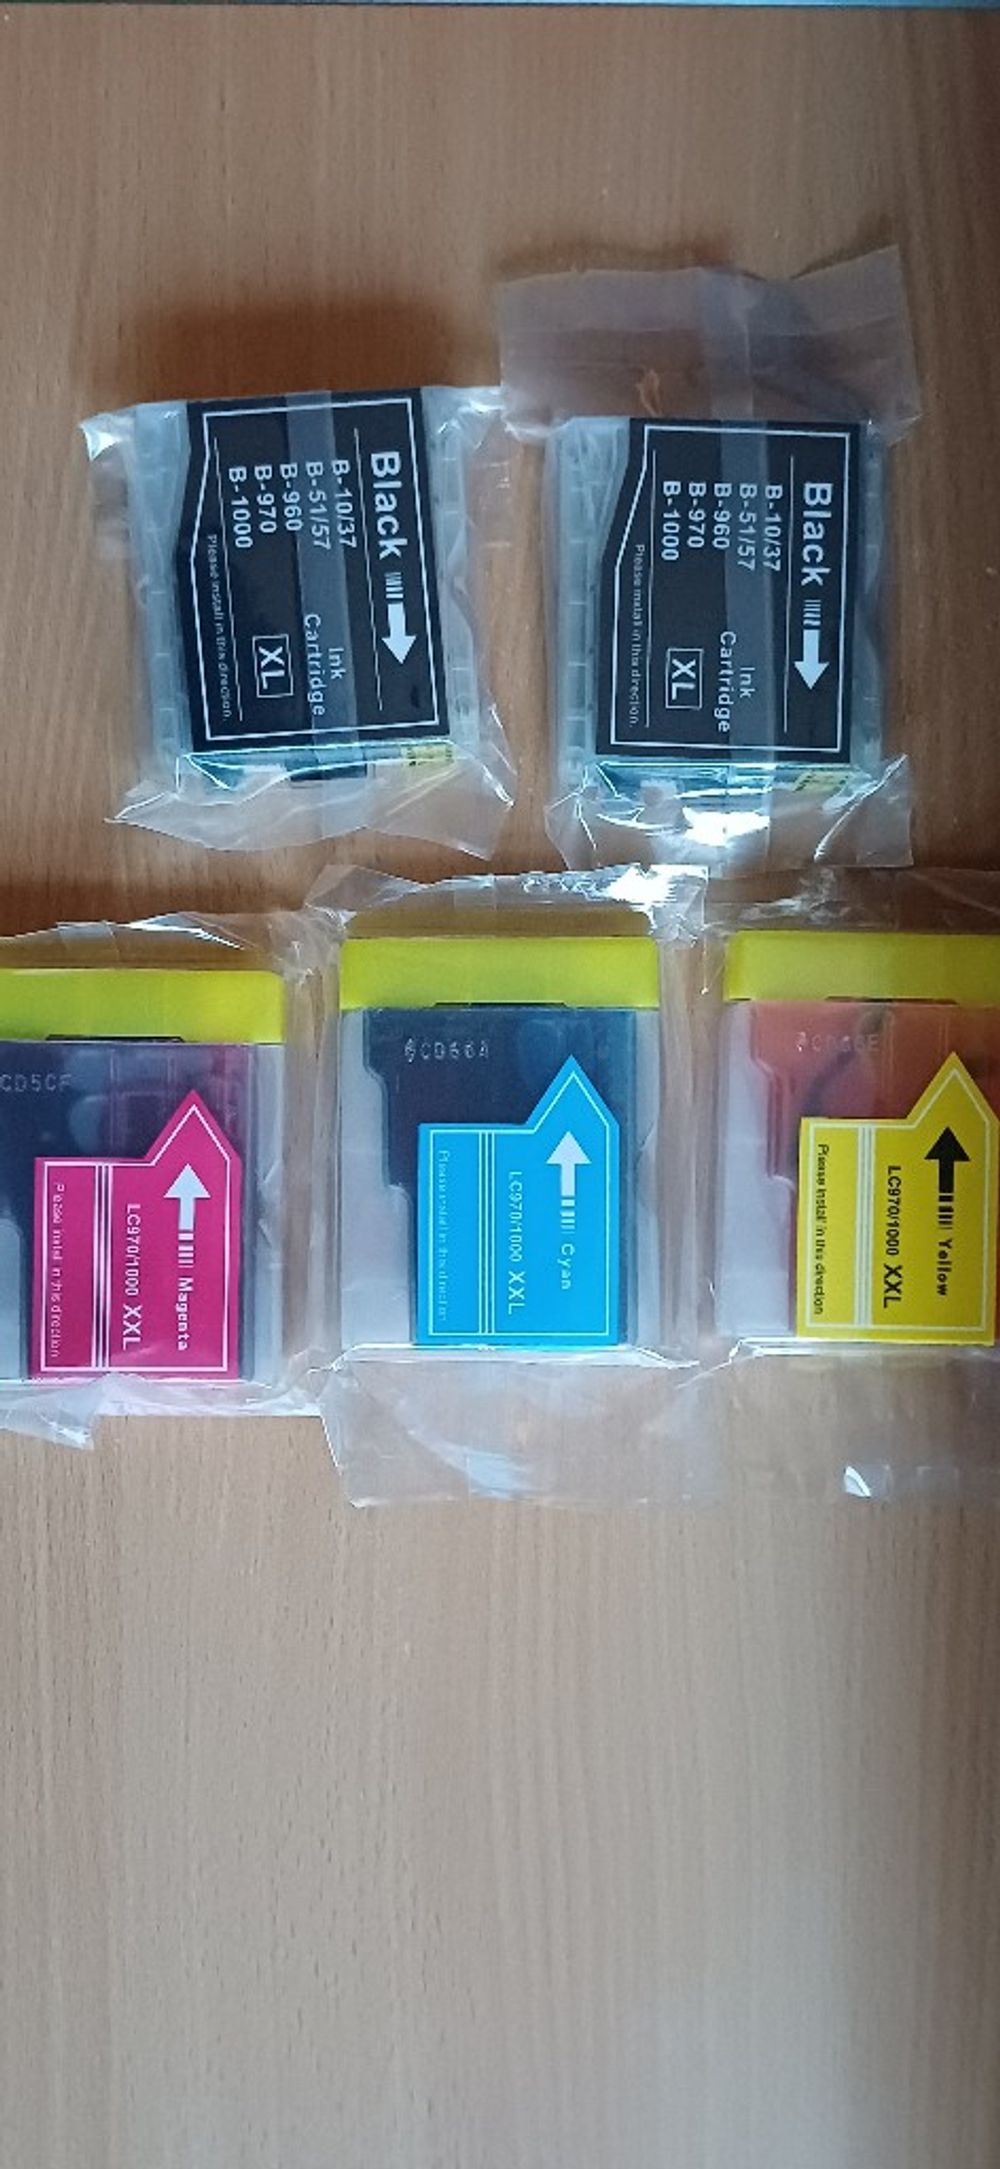 Black
B-10/37
B-51/57
B-960
B-970
B-1000
Ink
Cartridge
XL
Please install in this direction.
Black
B-10/37
B-51/57
B-960
B-970
B-1000
Ink
Cartridge
XL
Please install in this direction.
CD5CF
Magenta
LC970/1000 XXL
Please install in this direction
CD66A
Cyan
LC970/1000 XXL
Please install in this direction
Yellow
LC970/1000 XXL
Please install in this direction